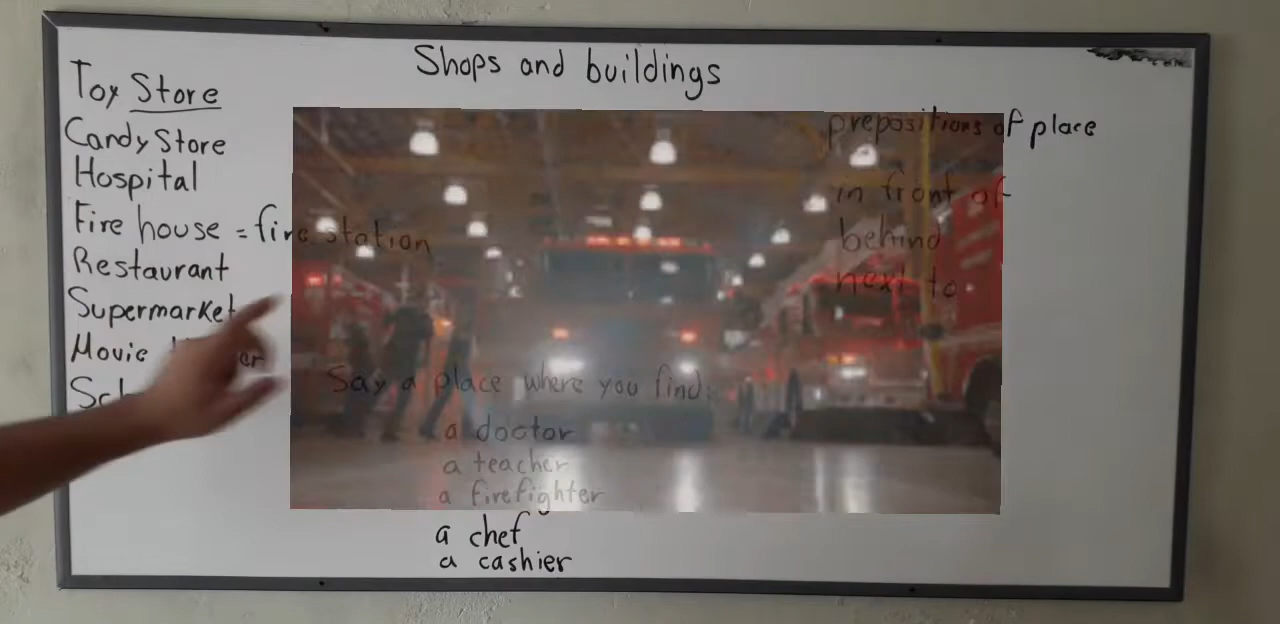 Shops and buildings
Toy Store
Candy Store
Hospital
Fire house = fire station
Restaurant
Supermarket
Movie
prepositions of place
in front of
behind
next to
Say a place where you find:
a doctor
a teacher
a firefighter
a chef
a cashier